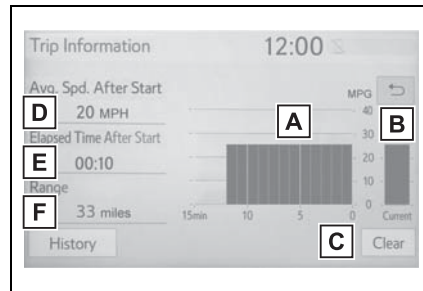 Trip Information 12:00
Avg. Spd. After Start
MPG
D 20 MPH
A
B
40
30
20
10
0
Elapsed Time After Start
E 00:10
Range
F 33 miles
15min 10 5 0 Current
History
C
Clear